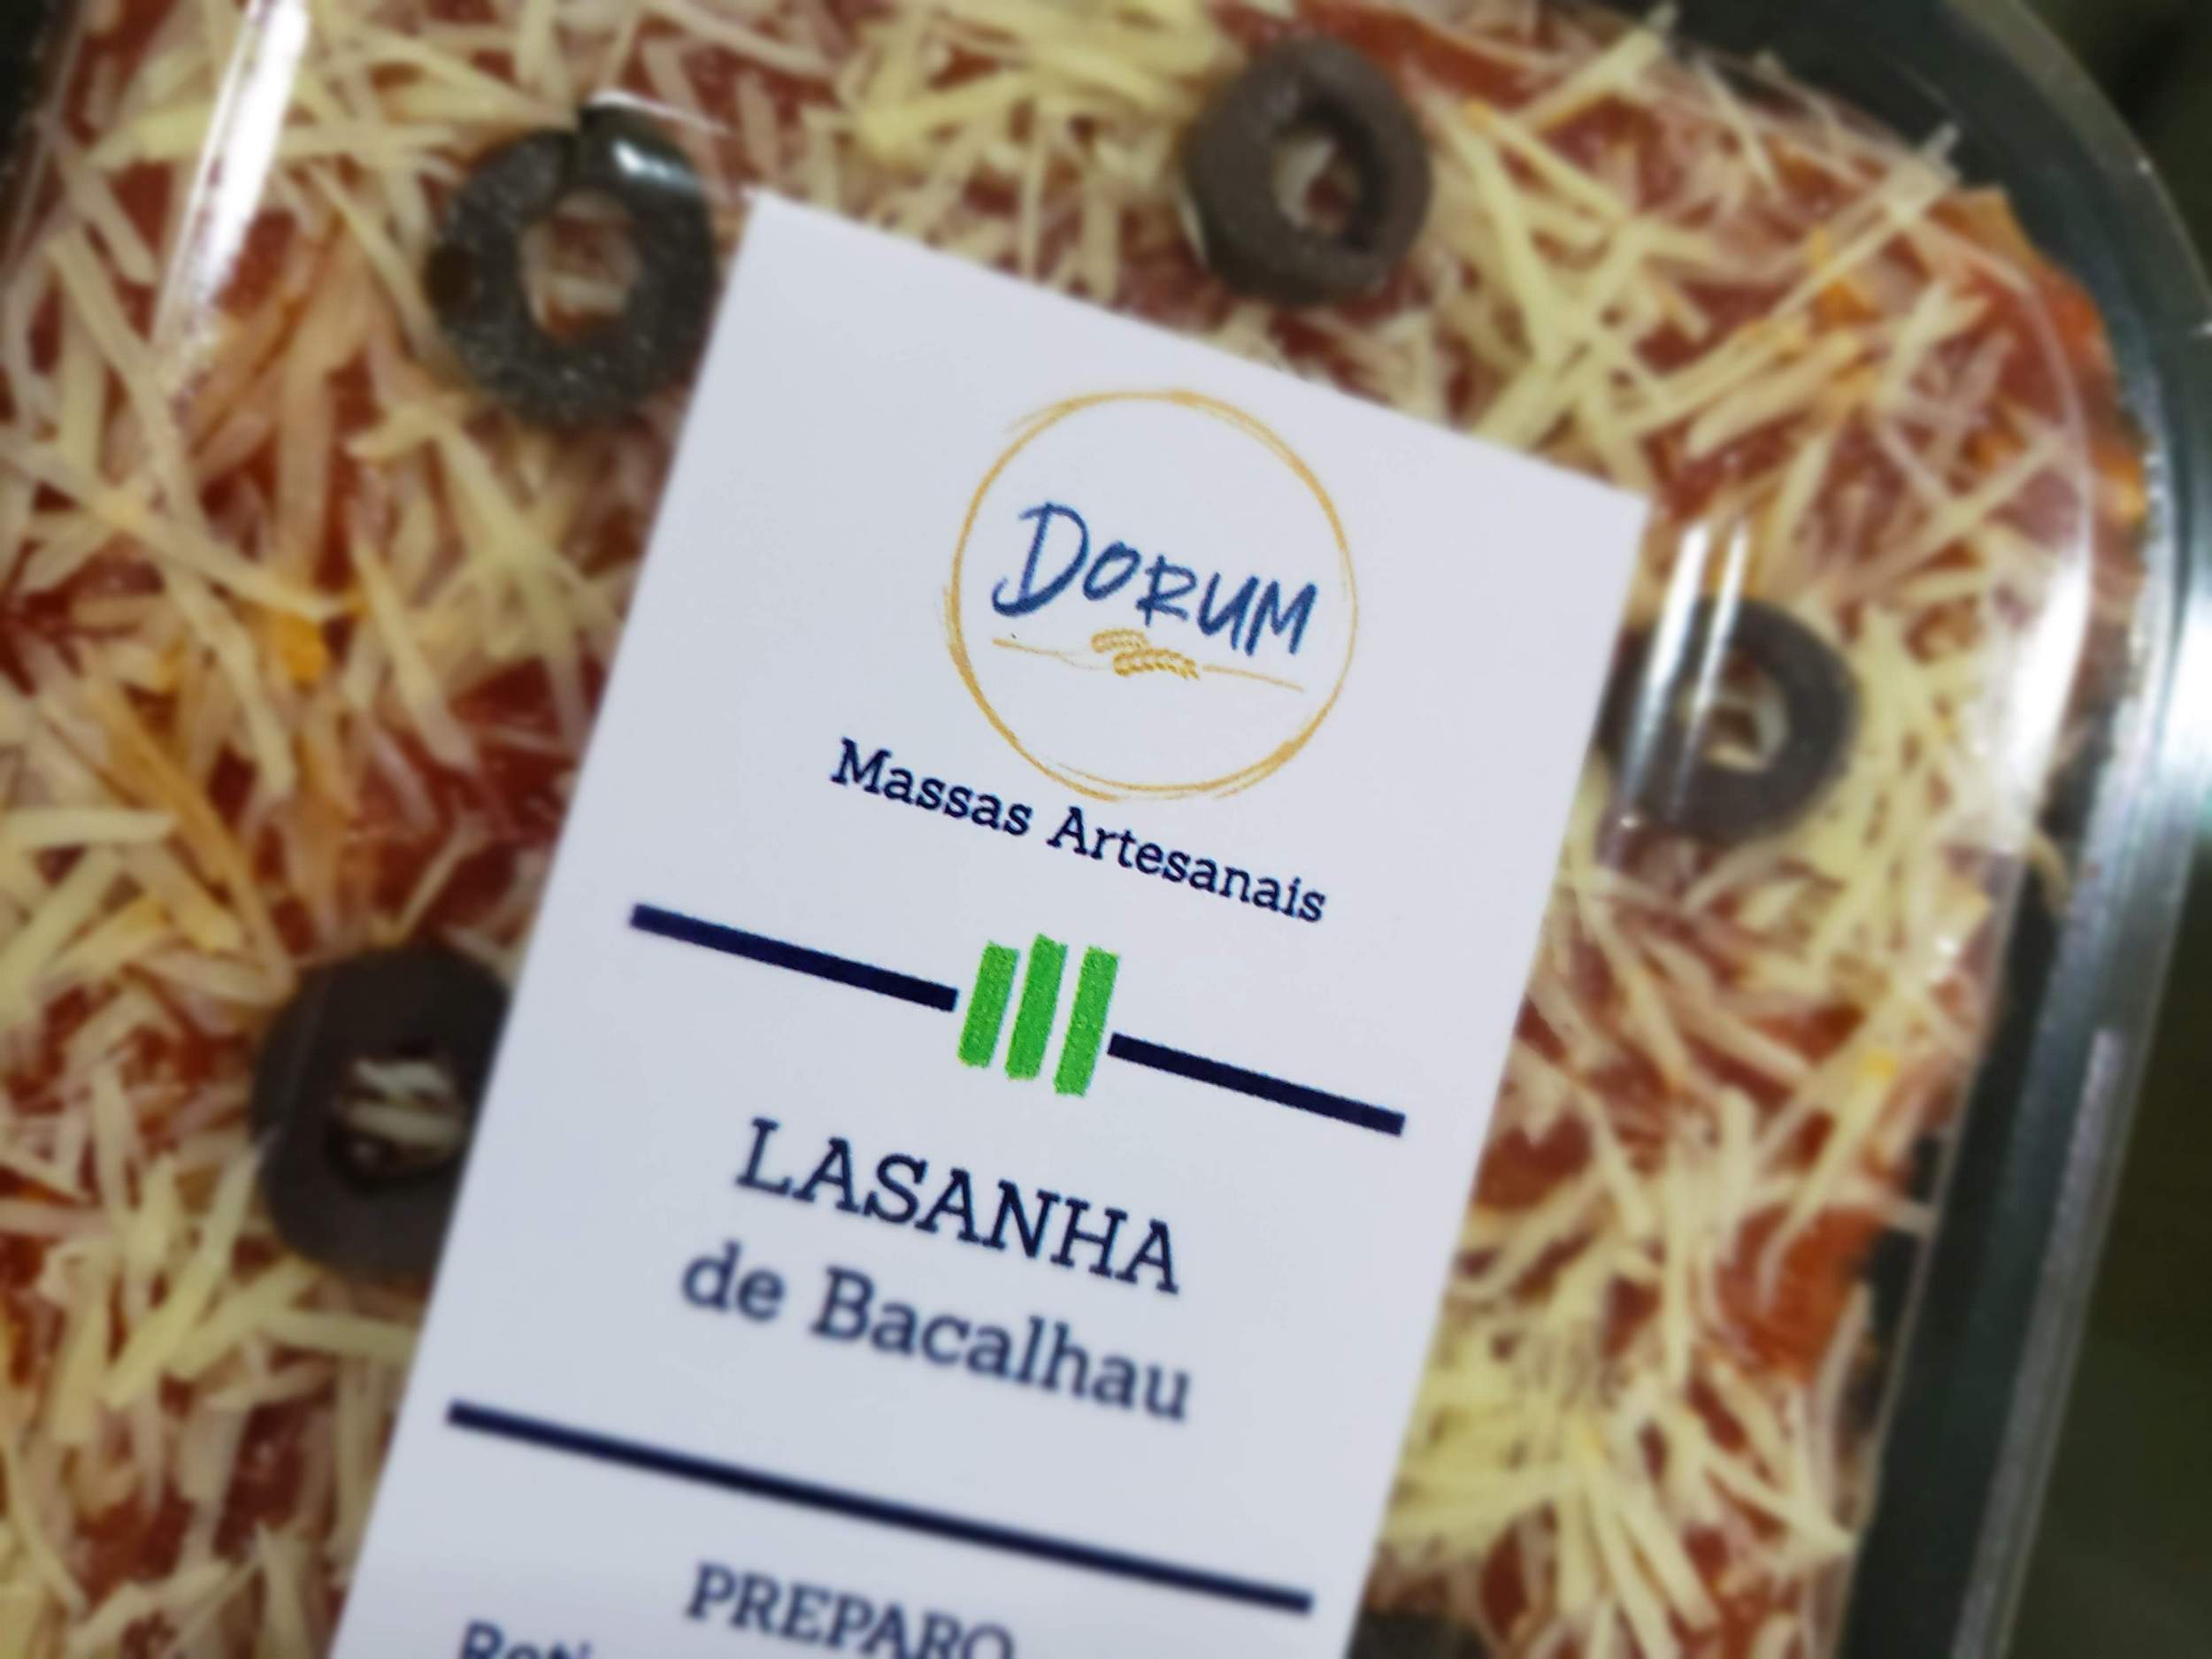 DORUM
Massas Artesanais
LASANHA
de Bacalhau
PREPARO